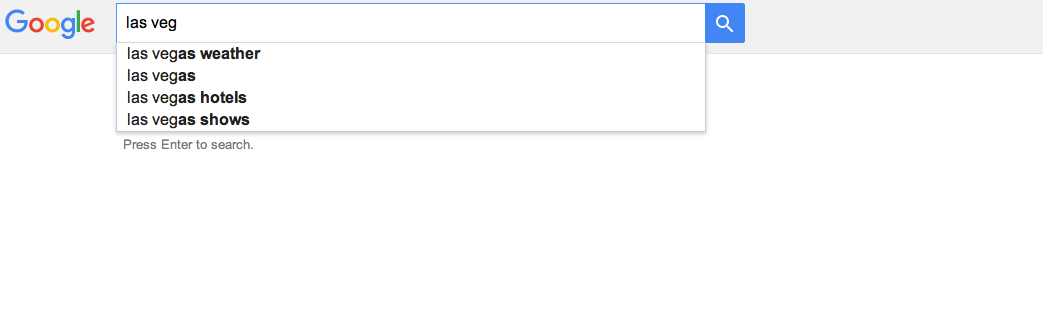 Google
las veg
las vegas weather
las vegas
las vegas hotels
las vegas shows
Press Enter to search.